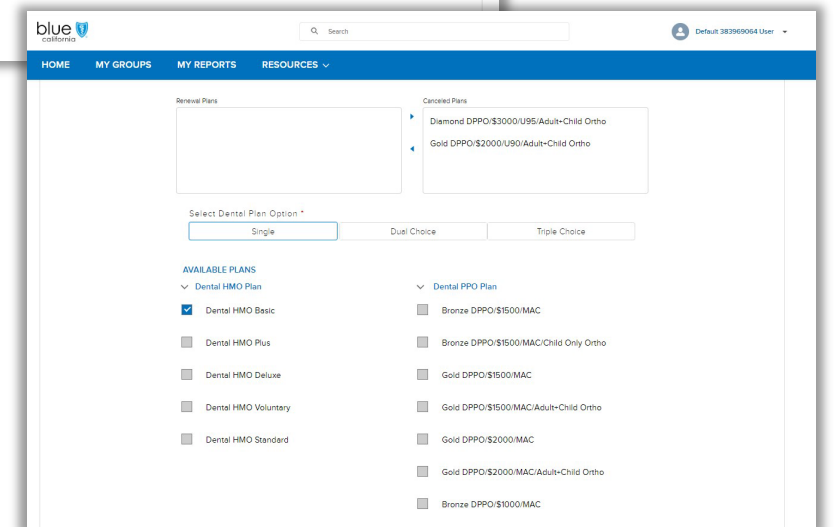 blue
california
Search
Default 383969064 User
HOME MY GROUPS MY REPORTS RESOURCES
Renewal Plans
Canceled Plans
Diamond DPPO/$3000/U95/Adult+Child Ortho
Gold DPPO/$2000/U90/Adult+Child Ortho
Select Dental Plan Option *
Single Dual Choice Triple Choice
AVAILABLE PLANS
Dental HMO Plan
Dental HMO Basic
Dental HMO Plus
Dental HMO Deluxe
Dental HMO Voluntary
Dental HMO Standard
Dental PPO Plan
Bronze DPPO/$1500/MAC
Bronze DPPO/$1500/MAC/Child Only Ortho
Gold DPPO/$1500/MAC
Gold DPPO/$1500/MAC/Adult+Child Ortho
Gold DPPO/$2000/MAC
Gold DPPO/$2000/MAC/Adult+Child Ortho
Bronze DPPO/$1000/MAC